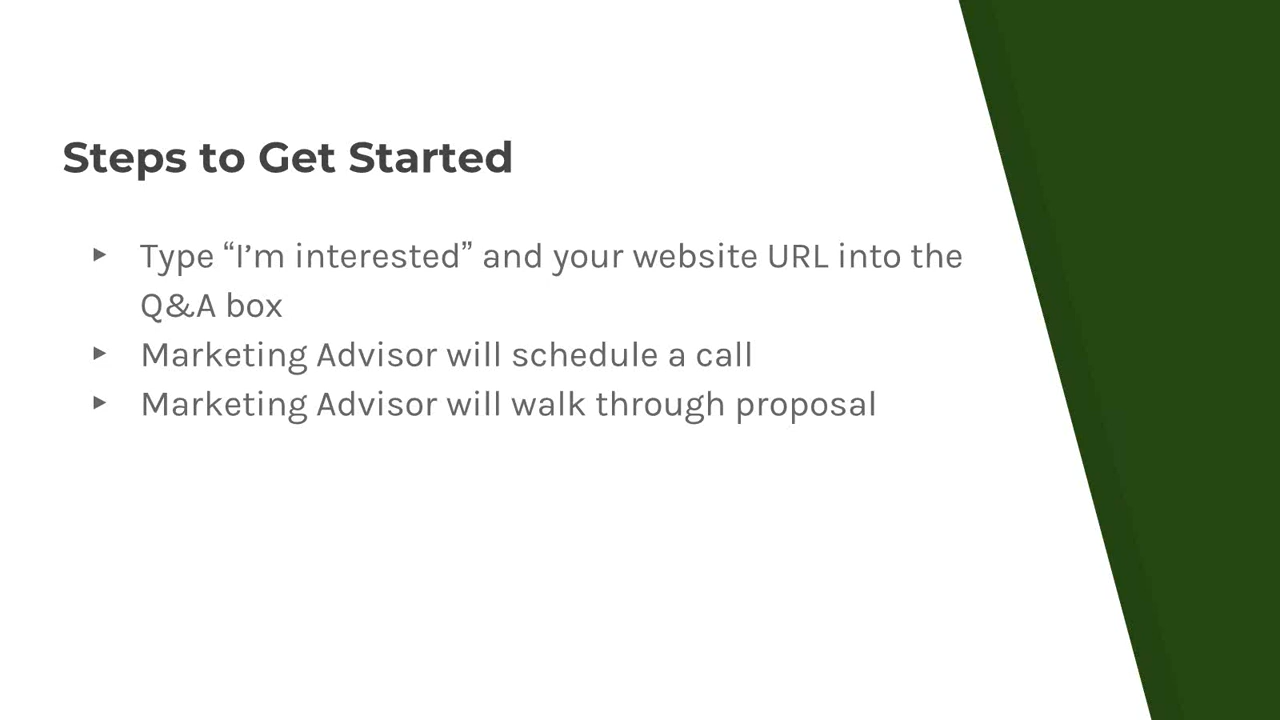 Steps to Get Started
▸ Type “I’m interested” and your website URL into the
Q&A box
▸ Marketing Advisor will schedule a call
▸ Marketing Advisor will walk through proposal